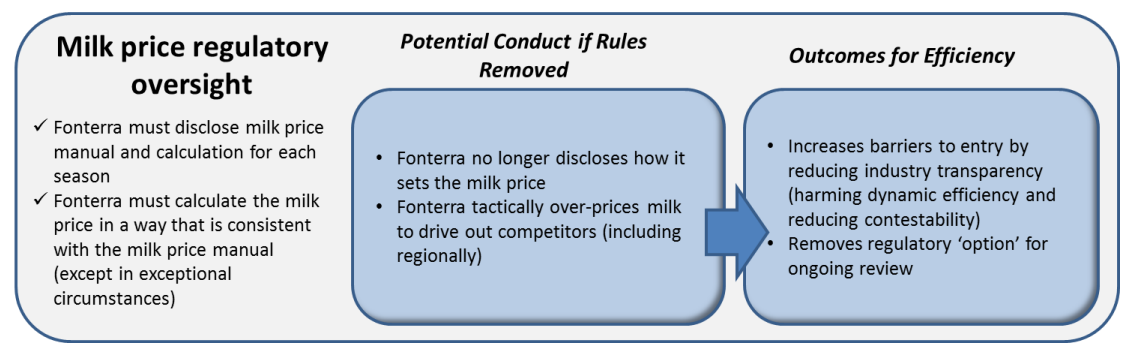 Milk price regulatory
oversight
✓ Fonterra must disclose milk price
manual and calculation for each
season
✓ Fonterra must calculate the milk
price in a way that is consistent
with the milk price manual
(except in exceptional
circumstances)
Potential Conduct if Rules
Removed
• Fonterra no longer discloses how it
sets the milk price
• Fonterra tactically over-prices milk
to drive out competitors (including
regionally)
Outcomes for Efficiency
• Increases barriers to entry by
reducing industry transparency
(harming dynamic efficiency and
reducing contestability)
• Removes regulatory ‘option’ for
ongoing review